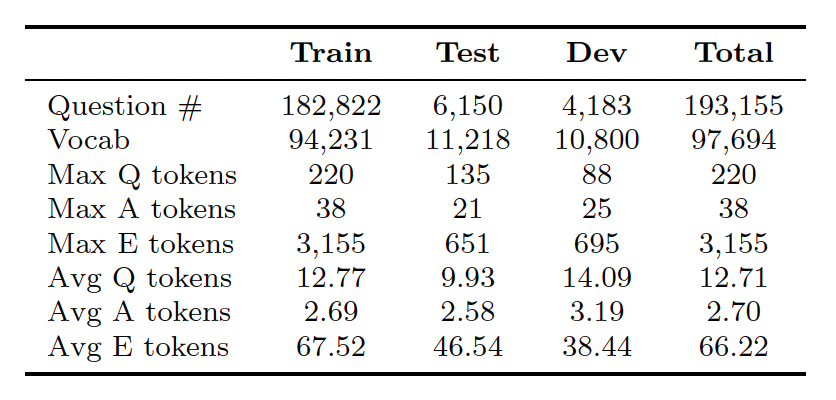 Train Test Dev Total
Question # 182,822 6,150 4,183 193,155
Vocab 94,231 11,218 10,800 97,694
Max Q tokens 220 135 88 220
Max A tokens 38 21 25 38
Max E tokens 3,155 651 695 3,155
Avg Q tokens 12.77 9.93 14.09 12.71
Avg A tokens 2.69 2.58 3.19 2.70
Avg E tokens 67.52 46.54 38.44 66.22